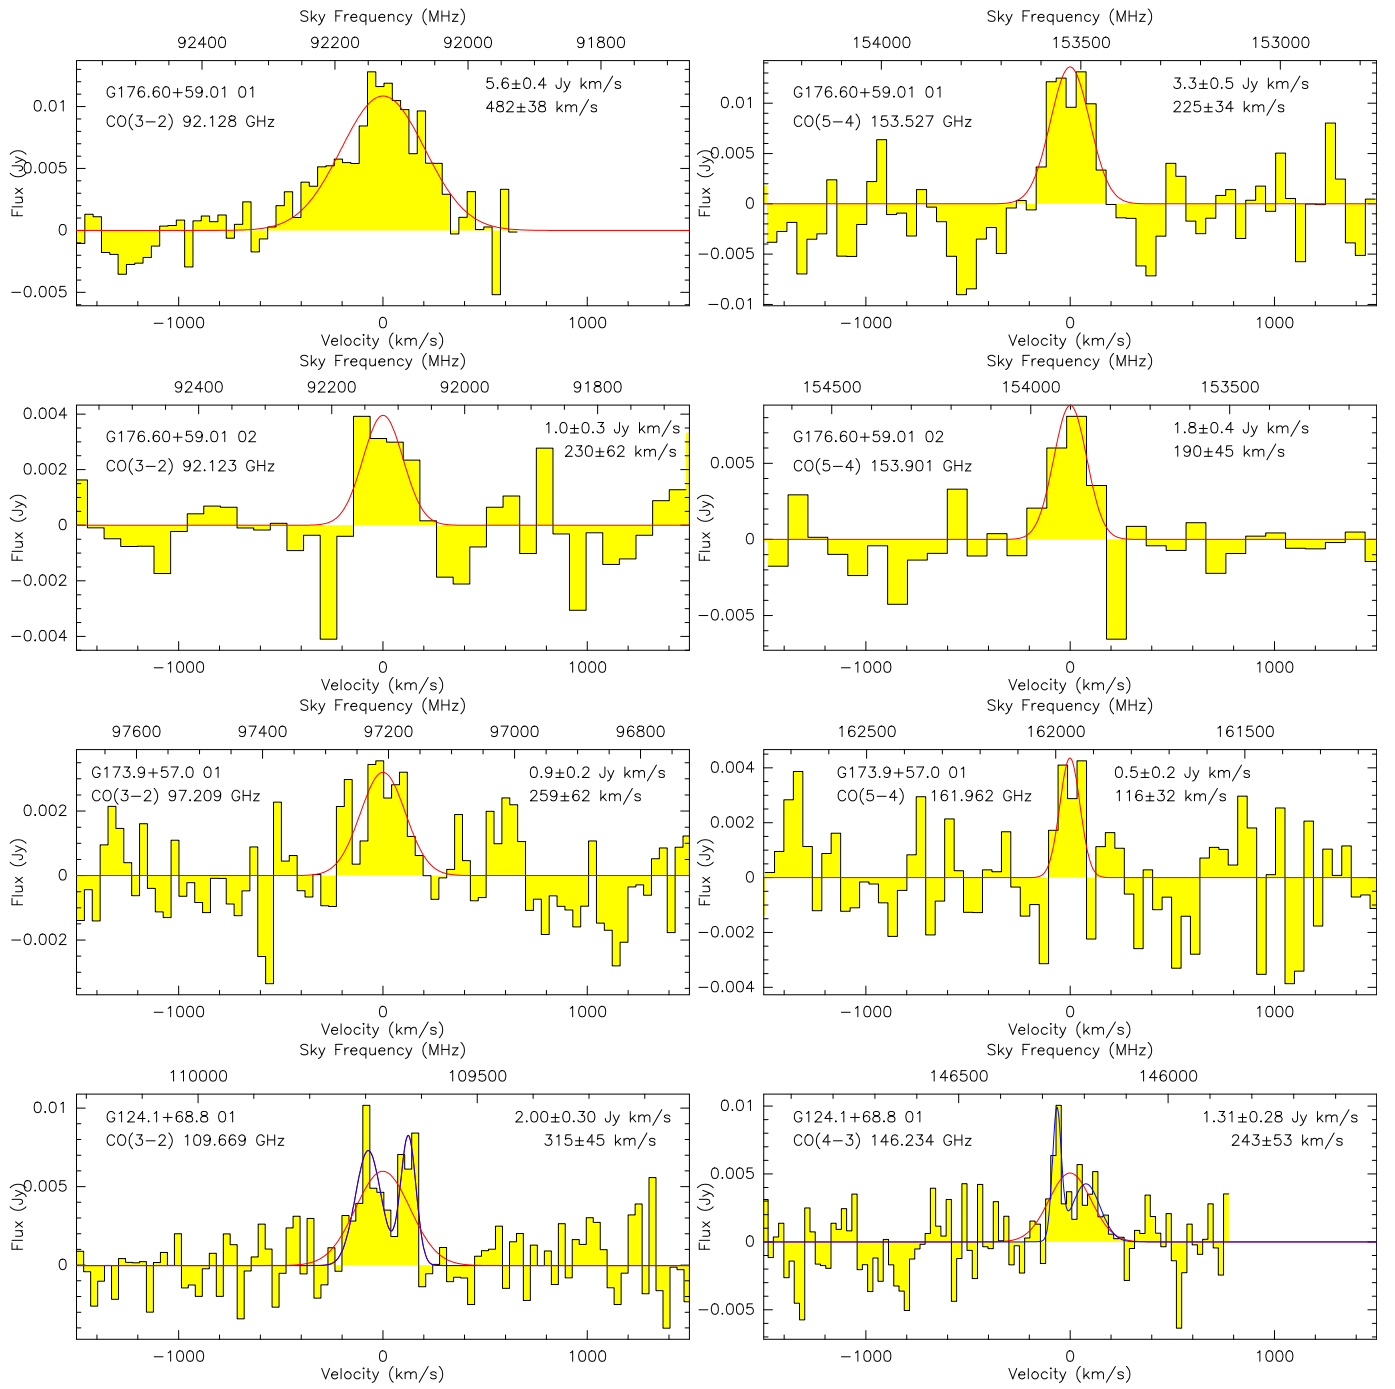 Sky Frequency (MHz)
92400 92200 92000 91800
G176.60+59.01 01
CO(3−2) 92.128 GHz
5.6±0.4 Jy km/s
482±38 km/s
0.01
0.005
0
−0.005
Flux (Jy)
−1000 0 1000
Velocity (km/s)
Sky Frequency (MHz)
154000 153500 153000
G176.60+59.01 01
CO(5−4) 153.527 GHz
3.3±0.5 Jy km/s
225±34 km/s
0.01
0.005
0
−0.005
−0.01
Flux (Jy)
−1000 0 1000
Velocity (km/s)
Sky Frequency (MHz)
92400 92200 92000 91800
G176.60+59.01 02
CO(3−2) 92.123 GHz
1.0±0.3 Jy km/s
230±62 km/s
0.004
0.002
0
−0.002
−0.004
Flux (Jy)
−1000 0 1000
Velocity (km/s)
Sky Frequency (MHz)
154500 154000 153500
G176.60+59.01 02
CO(5−4) 153.901 GHz
1.8±0.4 Jy km/s
190±45 km/s
0.005
0
−0.005
Flux (Jy)
−1000 0 1000
Velocity (km/s)
Sky Frequency (MHz)
97600 97400 97200 97000 96800
G173.9+57.0 01
CO(3−2) 97.209 GHz
0.9±0.2 Jy km/s
259±62 km/s
0.002
0
−0.002
Flux (Jy)
−1000 0 1000
Velocity (km/s)
Sky Frequency (MHz)
162500 162000 161500
G173.9+57.0 01
CO(5−4) 161.962 GHz
0.5±0.2 Jy km/s
116±32 km/s
0.004
0.002
0
−0.002
−0.004
Flux (Jy)
−1000 0 1000
Velocity (km/s)
Sky Frequency (MHz)
110000 109500
G124.1+68.8 01
CO(3−2) 109.669 GHz
2.00±0.30 Jy km/s
315±45 km/s
0.01
0.005
0
Flux (Jy)
−1000 0 1000
Velocity (km/s)
Sky Frequency (MHz)
146500 146000
G124.1+68.8 01
CO(4−3) 146.234 GHz
1.31±0.28 Jy km/s
243±53 km/s
0.01
0.005
0
−0.005
Flux (Jy)
−1000 0 1000
Velocity (km/s)